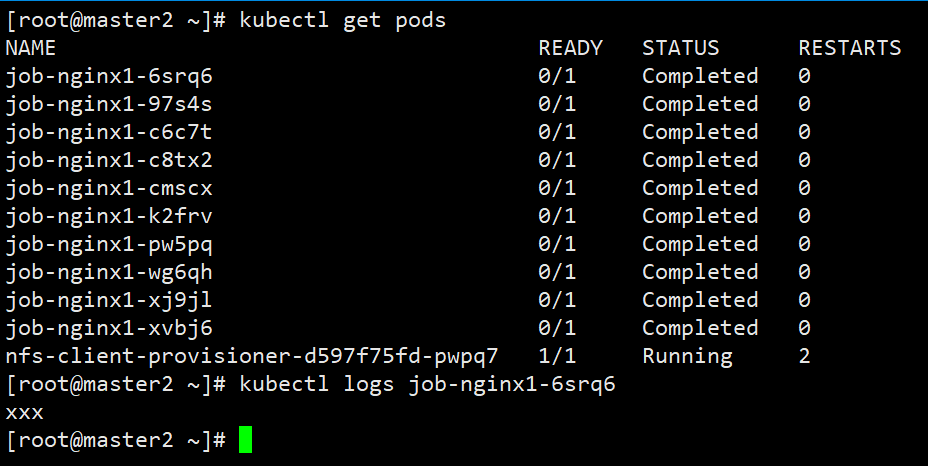 [root@master2 ~]# kubectl get pods
NAME READY STATUS RESTARTS
job-nginx1-6srq6 0/1 Completed 0
job-nginx1-97s4s 0/1 Completed 0
job-nginx1-c6c7t 0/1 Completed 0
job-nginx1-c8tx2 0/1 Completed 0
job-nginx1-cmscx 0/1 Completed 0
job-nginx1-k2frv 0/1 Completed 0
job-nginx1-pw5pq 0/1 Completed 0
job-nginx1-wg6qh 0/1 Completed 0
job-nginx1-xj9jl 0/1 Completed 0
job-nginx1-xvbj6 0/1 Completed 0
nfs-client-provisioner-d597f75fd-pwpq7 1/1 Running 2
[root@master2 ~]# kubectl logs job-nginx1-6srq6
xxx
[root@master2 ~]#